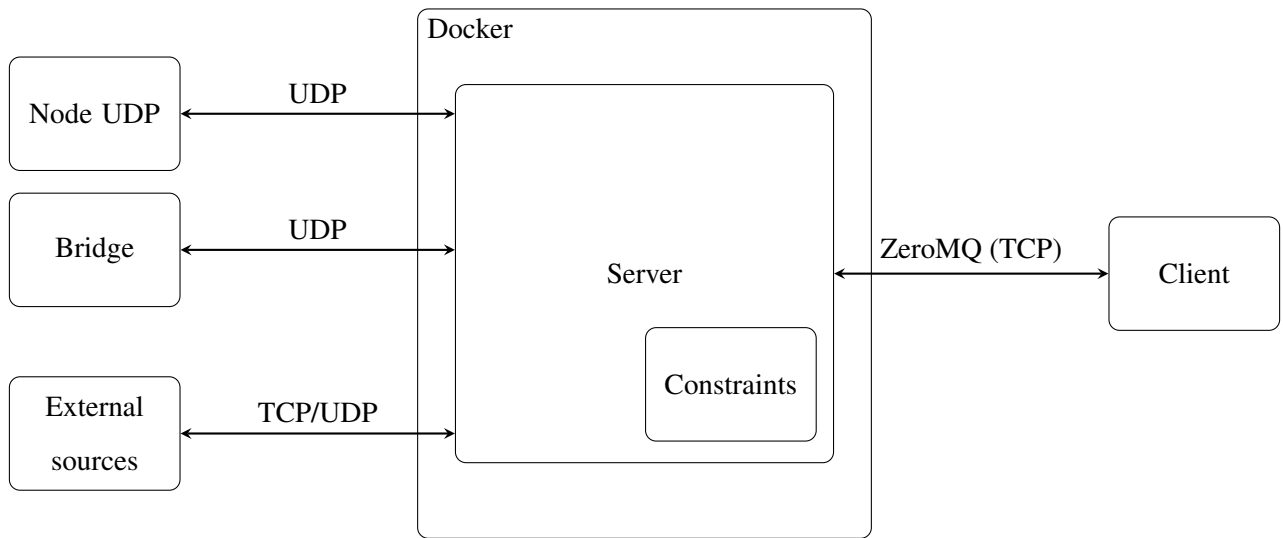 Docker
Node UDP
UDP
Bridge
UDP
Server
ZeroMQ (TCP)
Client
Constraints
External
sources
TCP/UDP